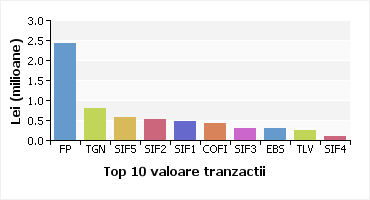 Lei (milioane)
3.0
2.5
2.0
1.5
1.0
0.5
0.0
FP TGN SIF5 SIF2 SIF1 COFI SIF3 EBS TLV SIF4
Top 10 valoare tranzactii